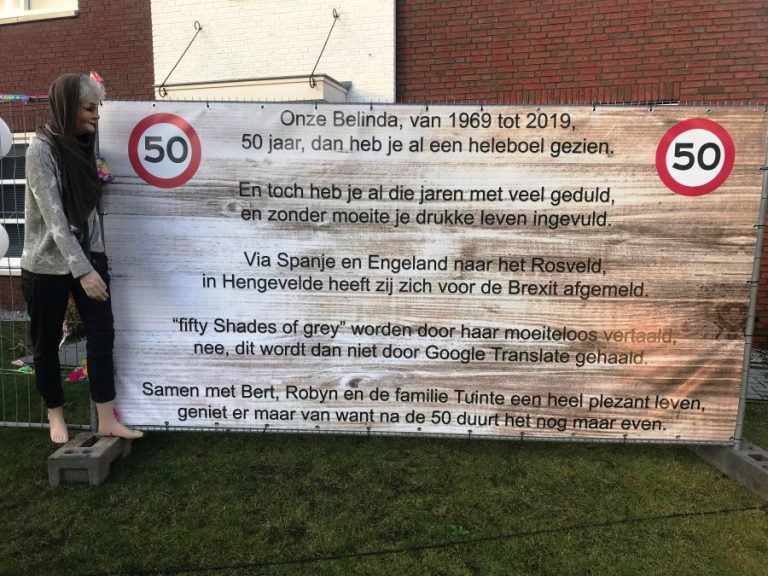 50
50
Onze Belinda, van 1969 tot 2019,
50 jaar, dan heb je al een heleboel gezien.
En toch heb je al die jaren met veel geduld,
en zonder moeite je drukke leven ingevuld.
Via Spanje en Engeland naar het Rosveld,
in Hengevelde heeft zij zich voor de Brexit afgemeld.
“fifty Shades of grey” worden door haar moeiteloos vertaald,
nee, dit wordt dan niet door Google Translate gehaald.
Samen met Bert, Robyn en de familie Tuinte een heel plezant leven,
geniet er maar van want na de 50 duurt het nog maar even.